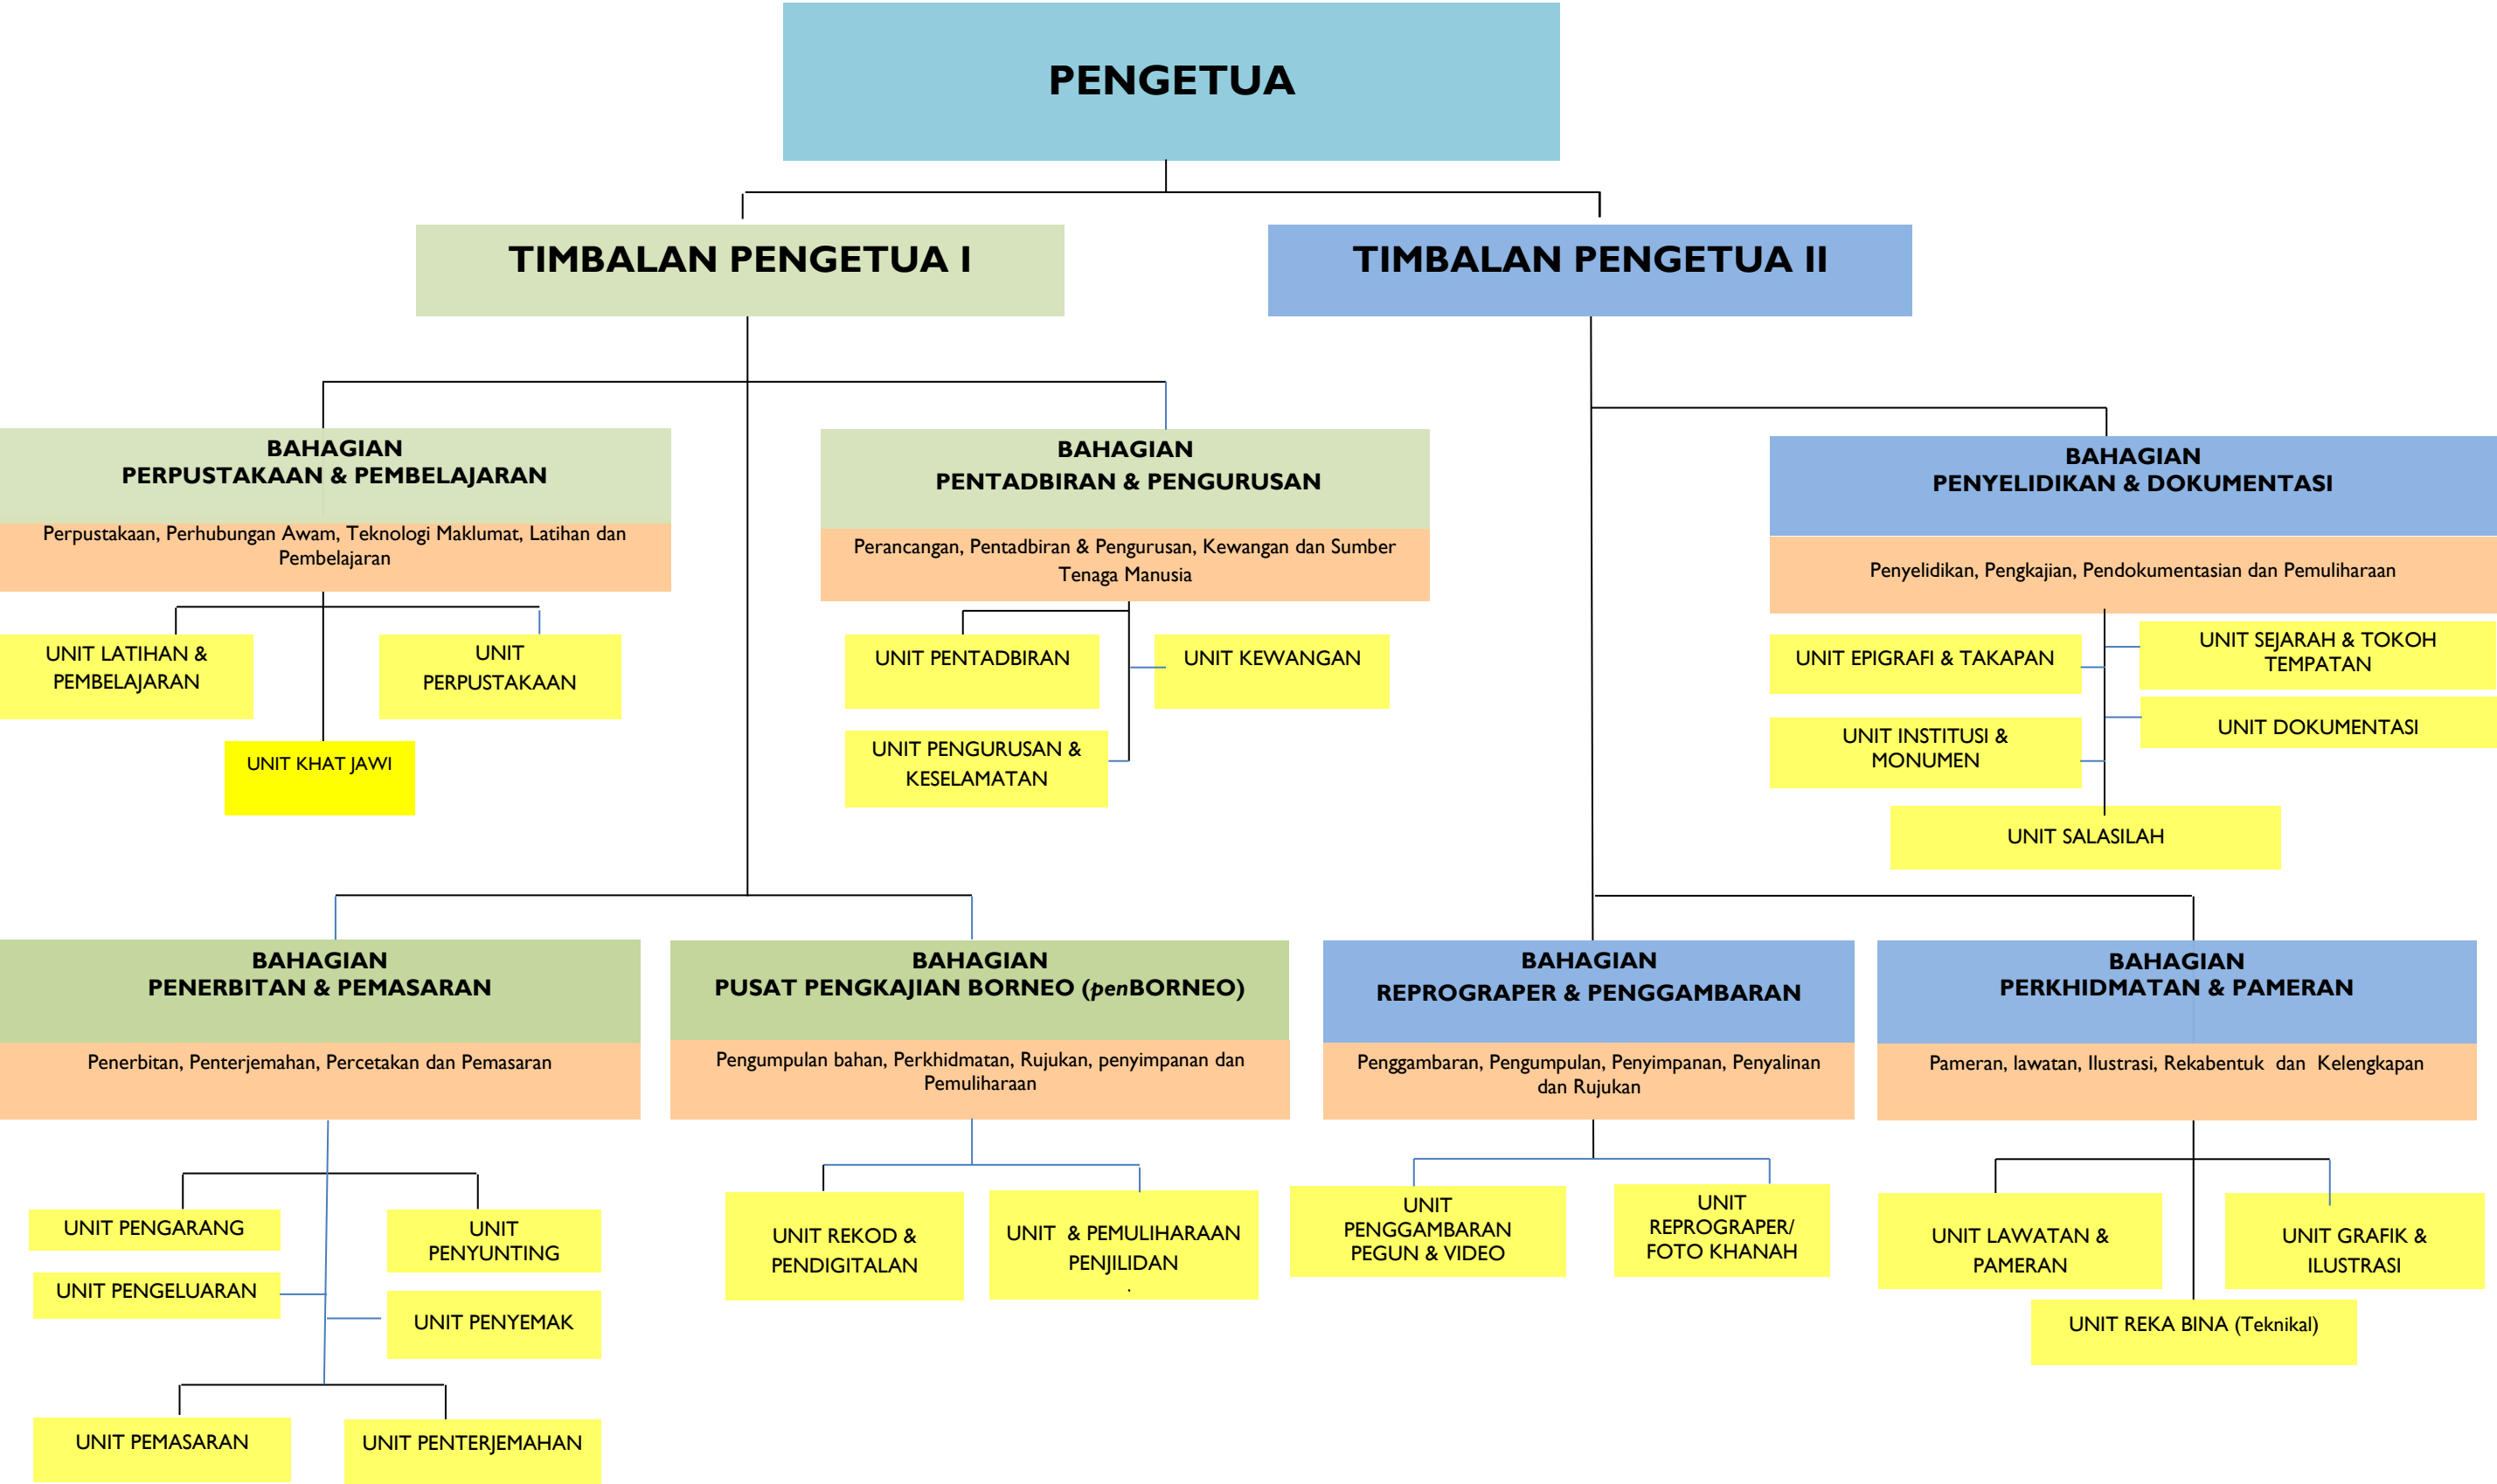 PENGETUA
TIMBALAN PENGETUA I
TIMBALAN PENGETUA II
BAHAGIAN
PERPUSTAKAAN & PEMBELAJARAN
Perpustakaan, Perhubungan Awam, Teknologi Maklumat, Latihan dan
Pembelajaran
UNIT LATIHAN &
PEMBELAJARAN
UNIT
PERPUSTAKAAN
UNIT KHAT JAWI
BAHAGIAN
PENTADBIRAN & PENGURUSAN
Perancangan, Pentadbiran & Pengurusan, Kewangan dan Sumber
Tenaga Manusia
UNIT PENTADBIRAN
UNIT KEWANGAN
UNIT PENGURUSAN &
KESELAMATAN
BAHAGIAN
PENYELIDIKAN & DOKUMENTASI
Penyelidikan, Pengkajian, Pendokumentasian dan Pemuliharaan
UNIT EPIGRAFI & TAKAPAN
UNIT SEJARAH & TOKOH
TEMPATAN
UNIT INSTITUSI &
MONUMEN
UNIT DOKUMENTASI
UNIT SALASILAH
BAHAGIAN
PENERBITAN & PEMASARAN
Penerbitan, Penterjemahan, Percetakan dan Pemasaran
UNIT PENGARANG
UNIT
PENYUNTING
UNIT PENGELUARAN
UNIT PENYEMAK
UNIT PEMASARAN
UNIT PENTERJEMAHAN
BAHAGIAN
PUSAT PENGKAJIAN BORNEO (penBORNEO)
Pengumpulan bahan, Perkhidmatan, Rujukan, penyimpanan dan
Pemuliharaan
UNIT REKOD &
PENDIGITALAN
UNIT & PEMULIHARAAN
PENJILIDAN
.
BAHAGIAN
REPROGRAPER & PENGGAMBARAN
Penggambaran, Pengumpulan, Penyimpanan, Penyalinan
dan Rujukan
UNIT
PENGGAMBARAN
PEGUN & VIDEO
UNIT
REPROGRAPER/
FOTO KHANAH
BAHAGIAN
PERKHIDMATAN & PAMERAN
Pameran, lawatan, Ilustrasi, Rekabentuk dan Kelengkapan
UNIT LAWATAN &
PAMERAN
UNIT GRAFIK &
ILUSTRASI
UNIT REKA BINA (Teknikal)